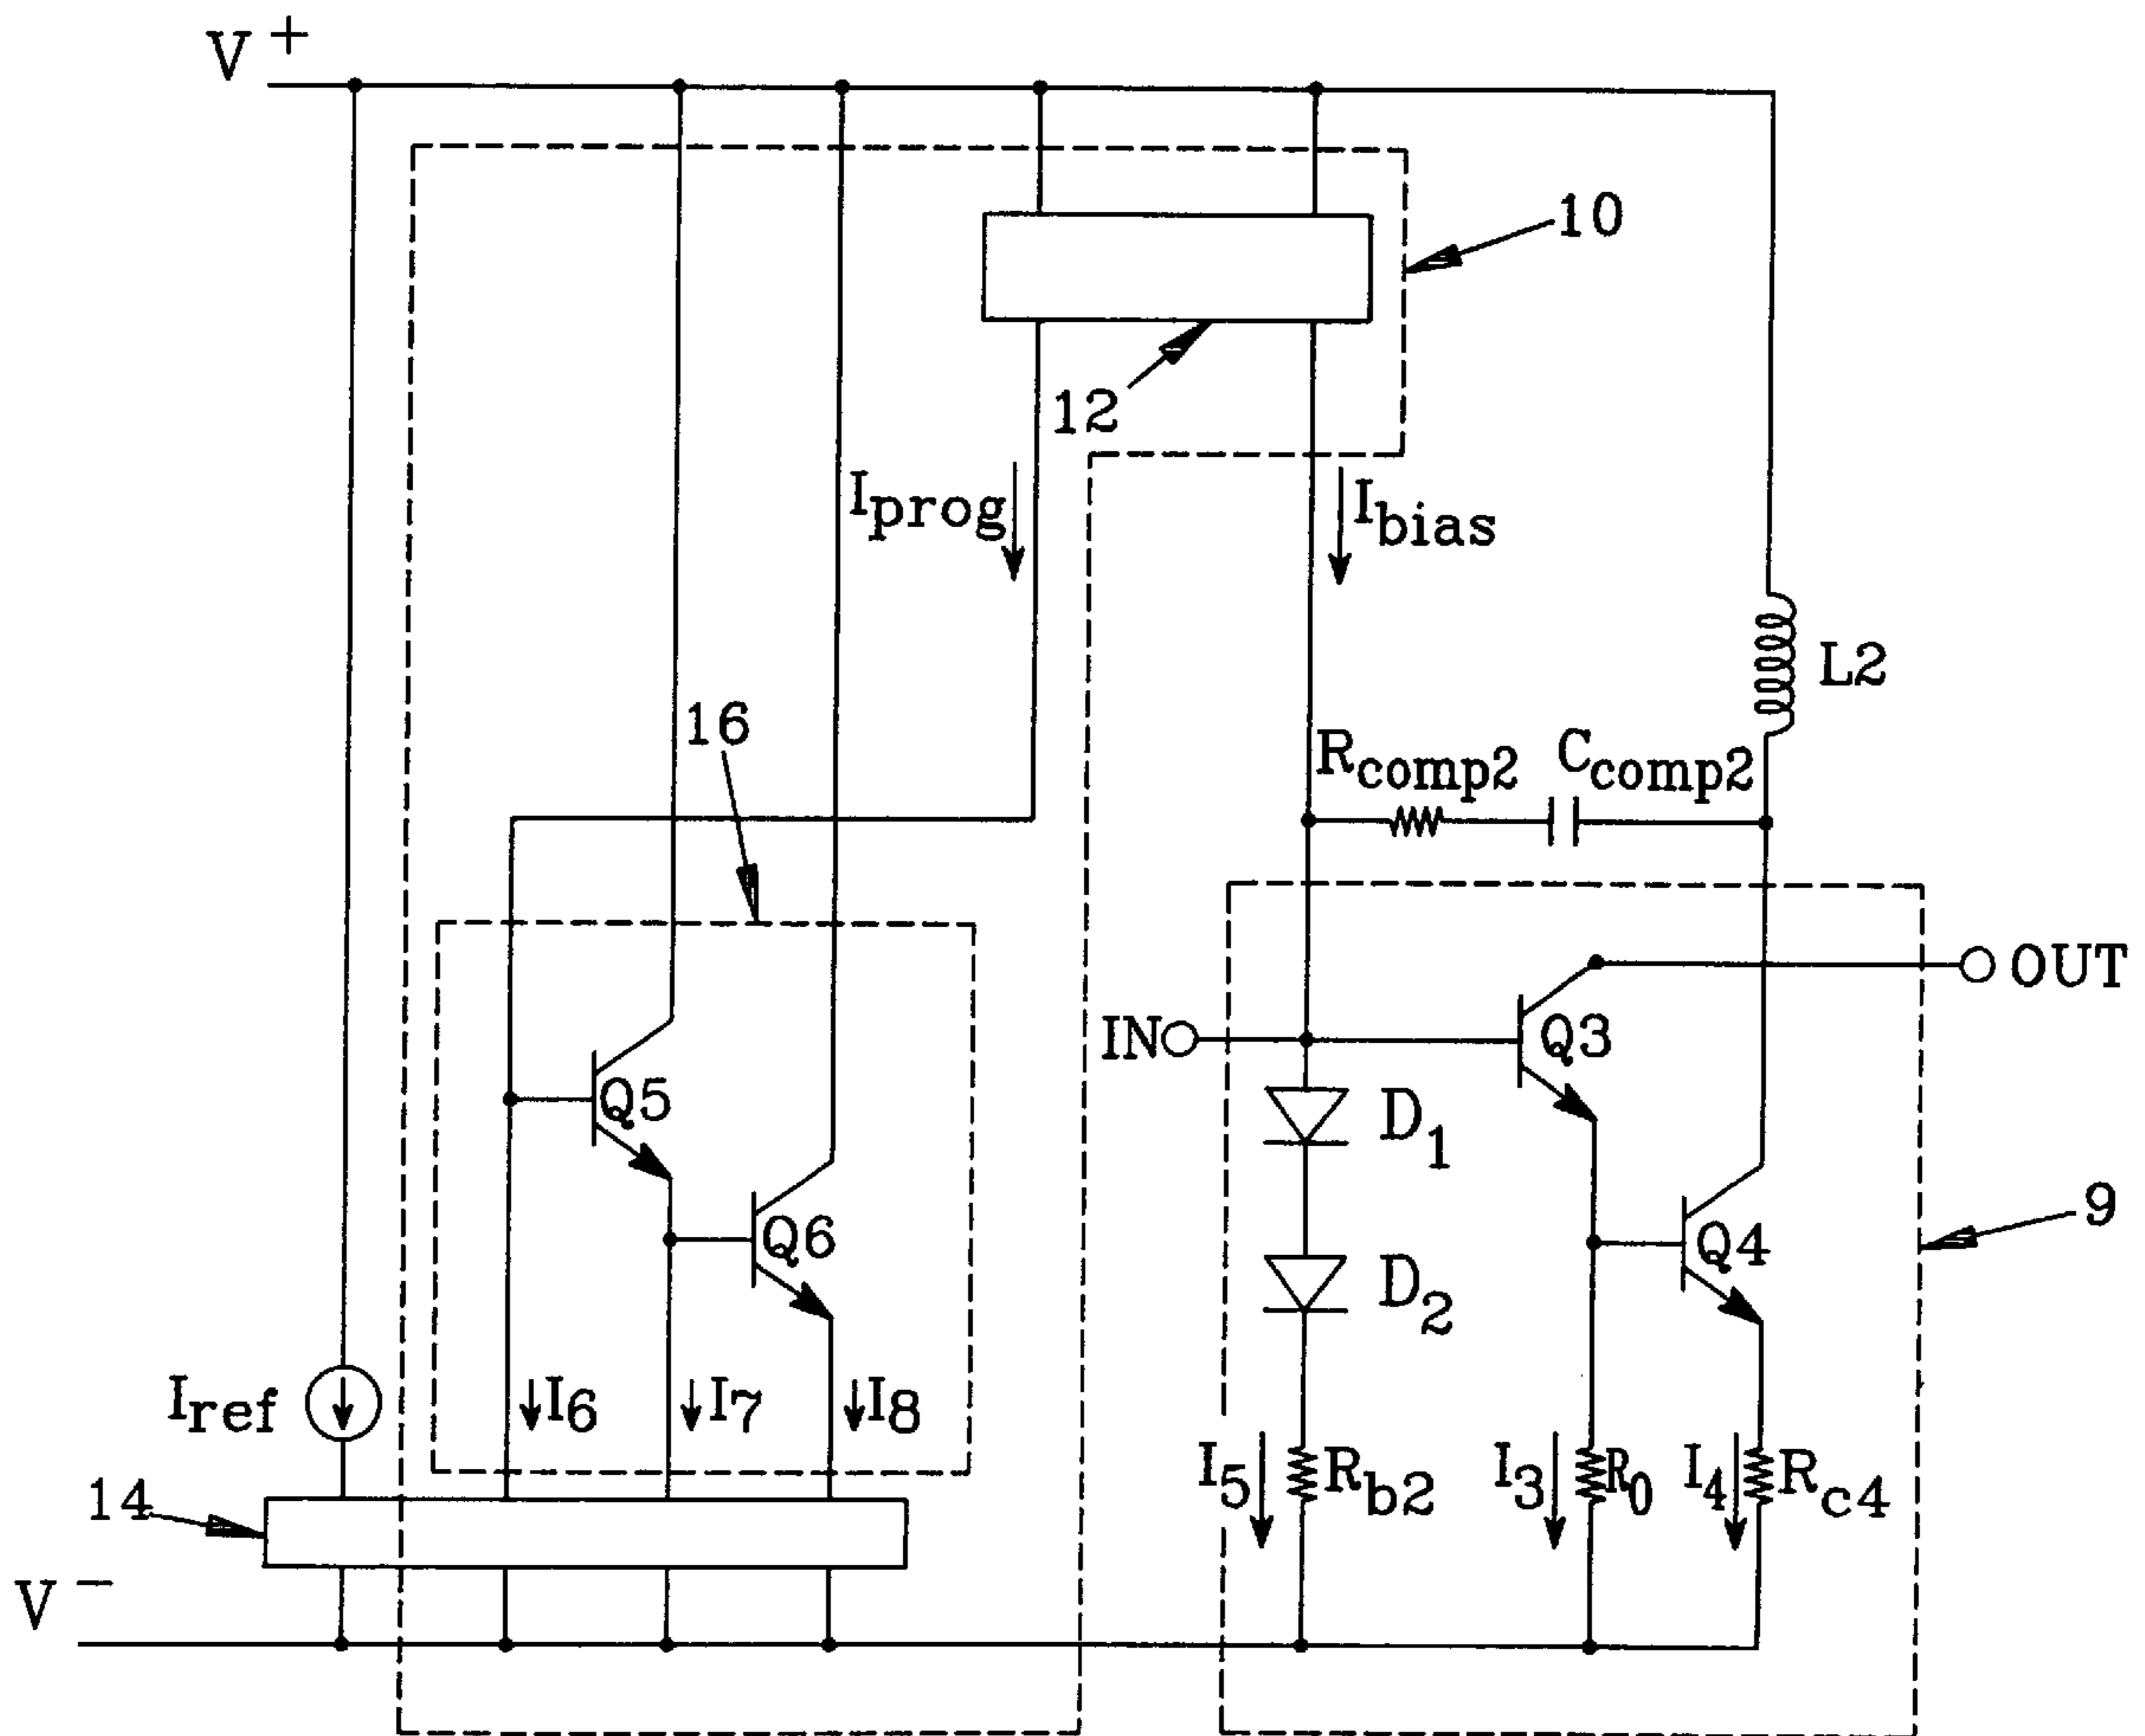 V +
10
12
Iprog
Ibias
L2
16
Rcomp2
Ccomp2
OUT
IN
Q3
Q5
D1
9
Q6
Q4
D2
Iref
I6
I7
I8
I5
Rb2
I3
R0
I4
Rc4
14
V −